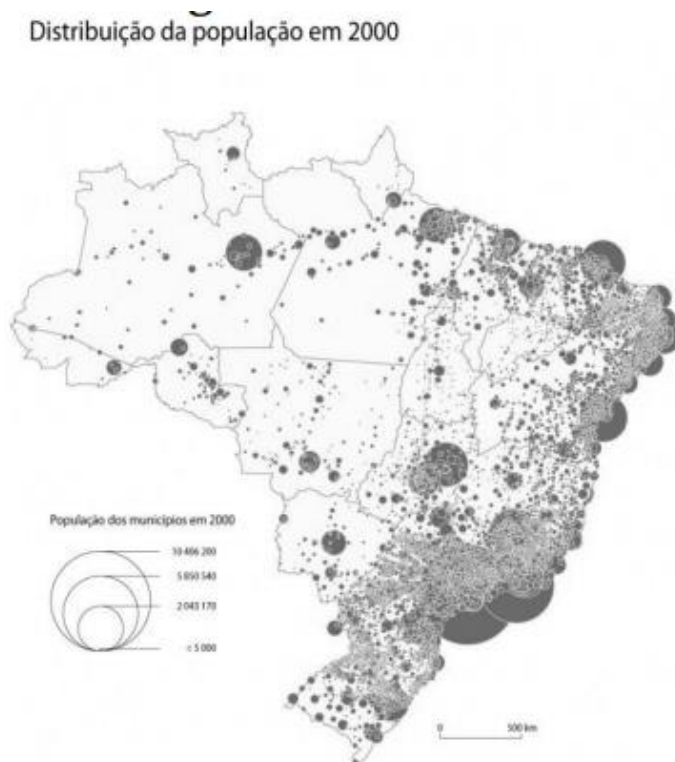 Distribuição da população em 2000
População dos municípios em 2000
10 486 200
5 850 540
2 043 170
< 5 000
0 500 km